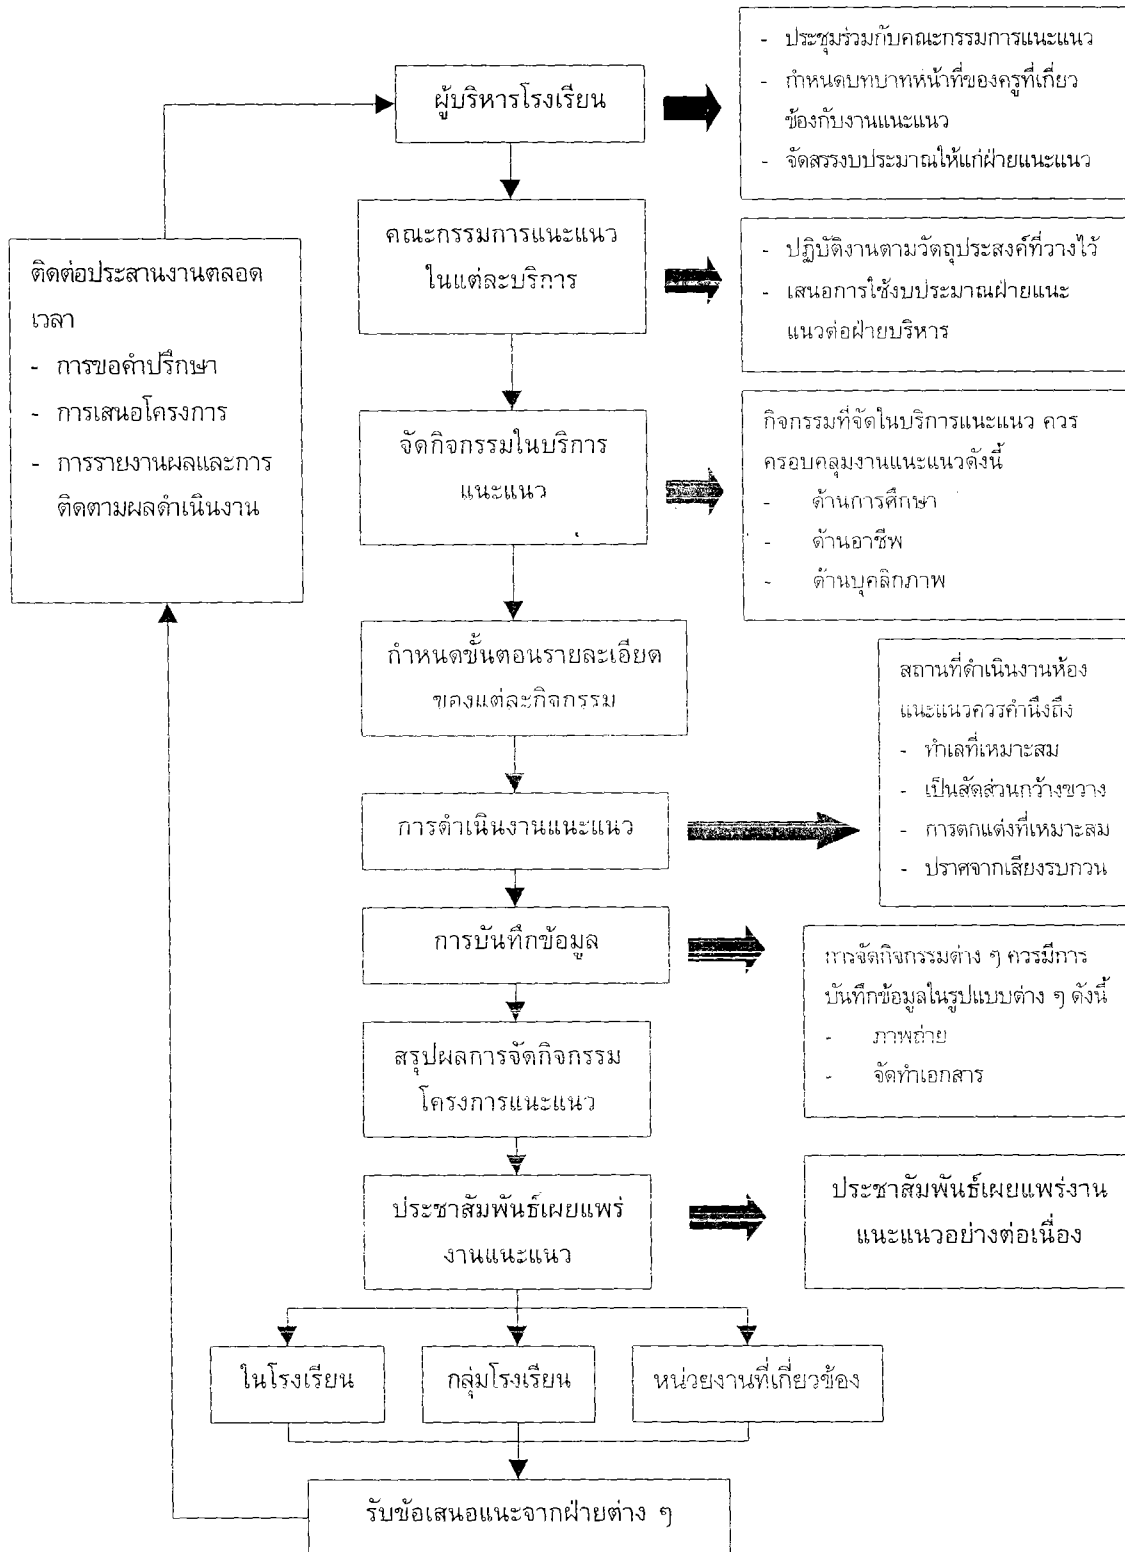 ผู้บริหารโรงเรียน
- ประชุมร่วมกับคณะกรรมการแนะแนว
- กำหนดบทบาทหน้าที่ของครูที่เกี่ยว
ข้องกับงานแนะแนว
- จัดสรรงบประมาณให้แก่ฝ่ายแนะแนว
คณะกรรมการแนะแนว
ในแต่ละบริการ
- ปฏิบัติงานตามวัตถุประสงค์ที่วางไว้
- เสนอการใช้งบประมาณฝ่ายแนะ
แนวต่อฝ่ายบริหาร
ติดต่อประสานงานตลอด
เวลา
- การขอคำปรึกษา
- การเสนอโครงการ
- การรายงานผลและการ
ติดตามผลดำเนินงาน
จัดกิจกรรมในบริการ
แนะแนว
กิจกรรมที่จัดในบริการแนะแนว ควร
ครอบคลุมงานแนะแนวดังนี้
- ด้านการศึกษา
- ด้านอาชีพ
- ด้านบุคลิกภาพ
กำหนดขั้นตอนรายละเอียด
ของแต่ละกิจกรรม
สถานที่ดำเนินงานห้อง
แนะแนวควรคำนึงถึง
- ทำเลที่เหมาะสม
- เป็นสัดส่วนกว้างขวาง
- การตกแต่งที่เหมาะสม
- ปราศจากเสียงรบกวน
การดำเนินงานแนะแนว
การบันทึกข้อมูล
การจัดกิจกรรมต่าง ๆ ควรมีการ
บันทึกข้อมูลในรูปแบบต่าง ๆ ดังนี้
- ภาพถ่าย
- จัดทำเอกสาร
สรุปผลการจัดกิจกรรม
โครงการแนะแนว
ประชาสัมพันธ์เผยแพร่
งานแนะแนว
ประชาสัมพันธ์เผยแพร่งาน
แนะแนวอย่างต่อเนื่อง
ในโรงเรียน
กลุ่มโรงเรียน
หน่วยงานที่เกี่ยวข้อง
รับข้อเสนอแนะจากฝ่ายต่าง ๆ